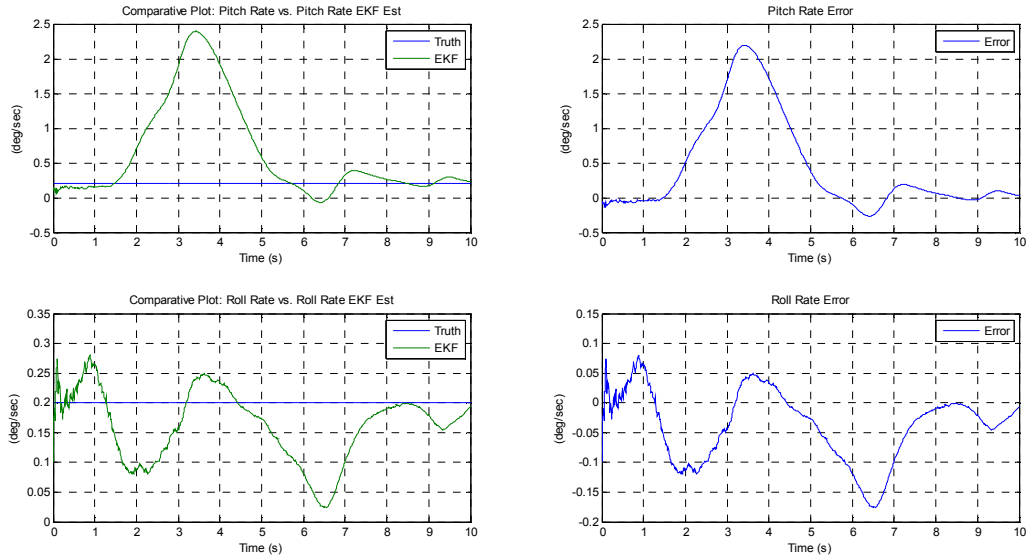 Comparative Plot: Pitch Rate vs. Pitch Rate EKF Est
2.5
2
1.5
1
0.5
0
-0.5
(deg/sec)
Truth
EKF
0 1 2 3 4 5 6 7 8 9 10
Time (s)
Pitch Rate Error
2.5
2
1.5
1
0.5
0
-0.5
(deg/sec)
Error
0 1 2 3 4 5 6 7 8 9 10
Time (s)
Comparative Plot: Roll Rate vs. Roll Rate EKF Est
0.35
0.3
0.25
0.2
0.15
0.1
0.05
0
(deg/sec)
Truth
EKF
0 1 2 3 4 5 6 7 8 9 10
Time (s)
Roll Rate Error
0.15
0.1
0.05
0
-0.05
-0.1
-0.15
-0.2
(deg/sec)
Error
0 1 2 3 4 5 6 7 8 9 10
Time (s)